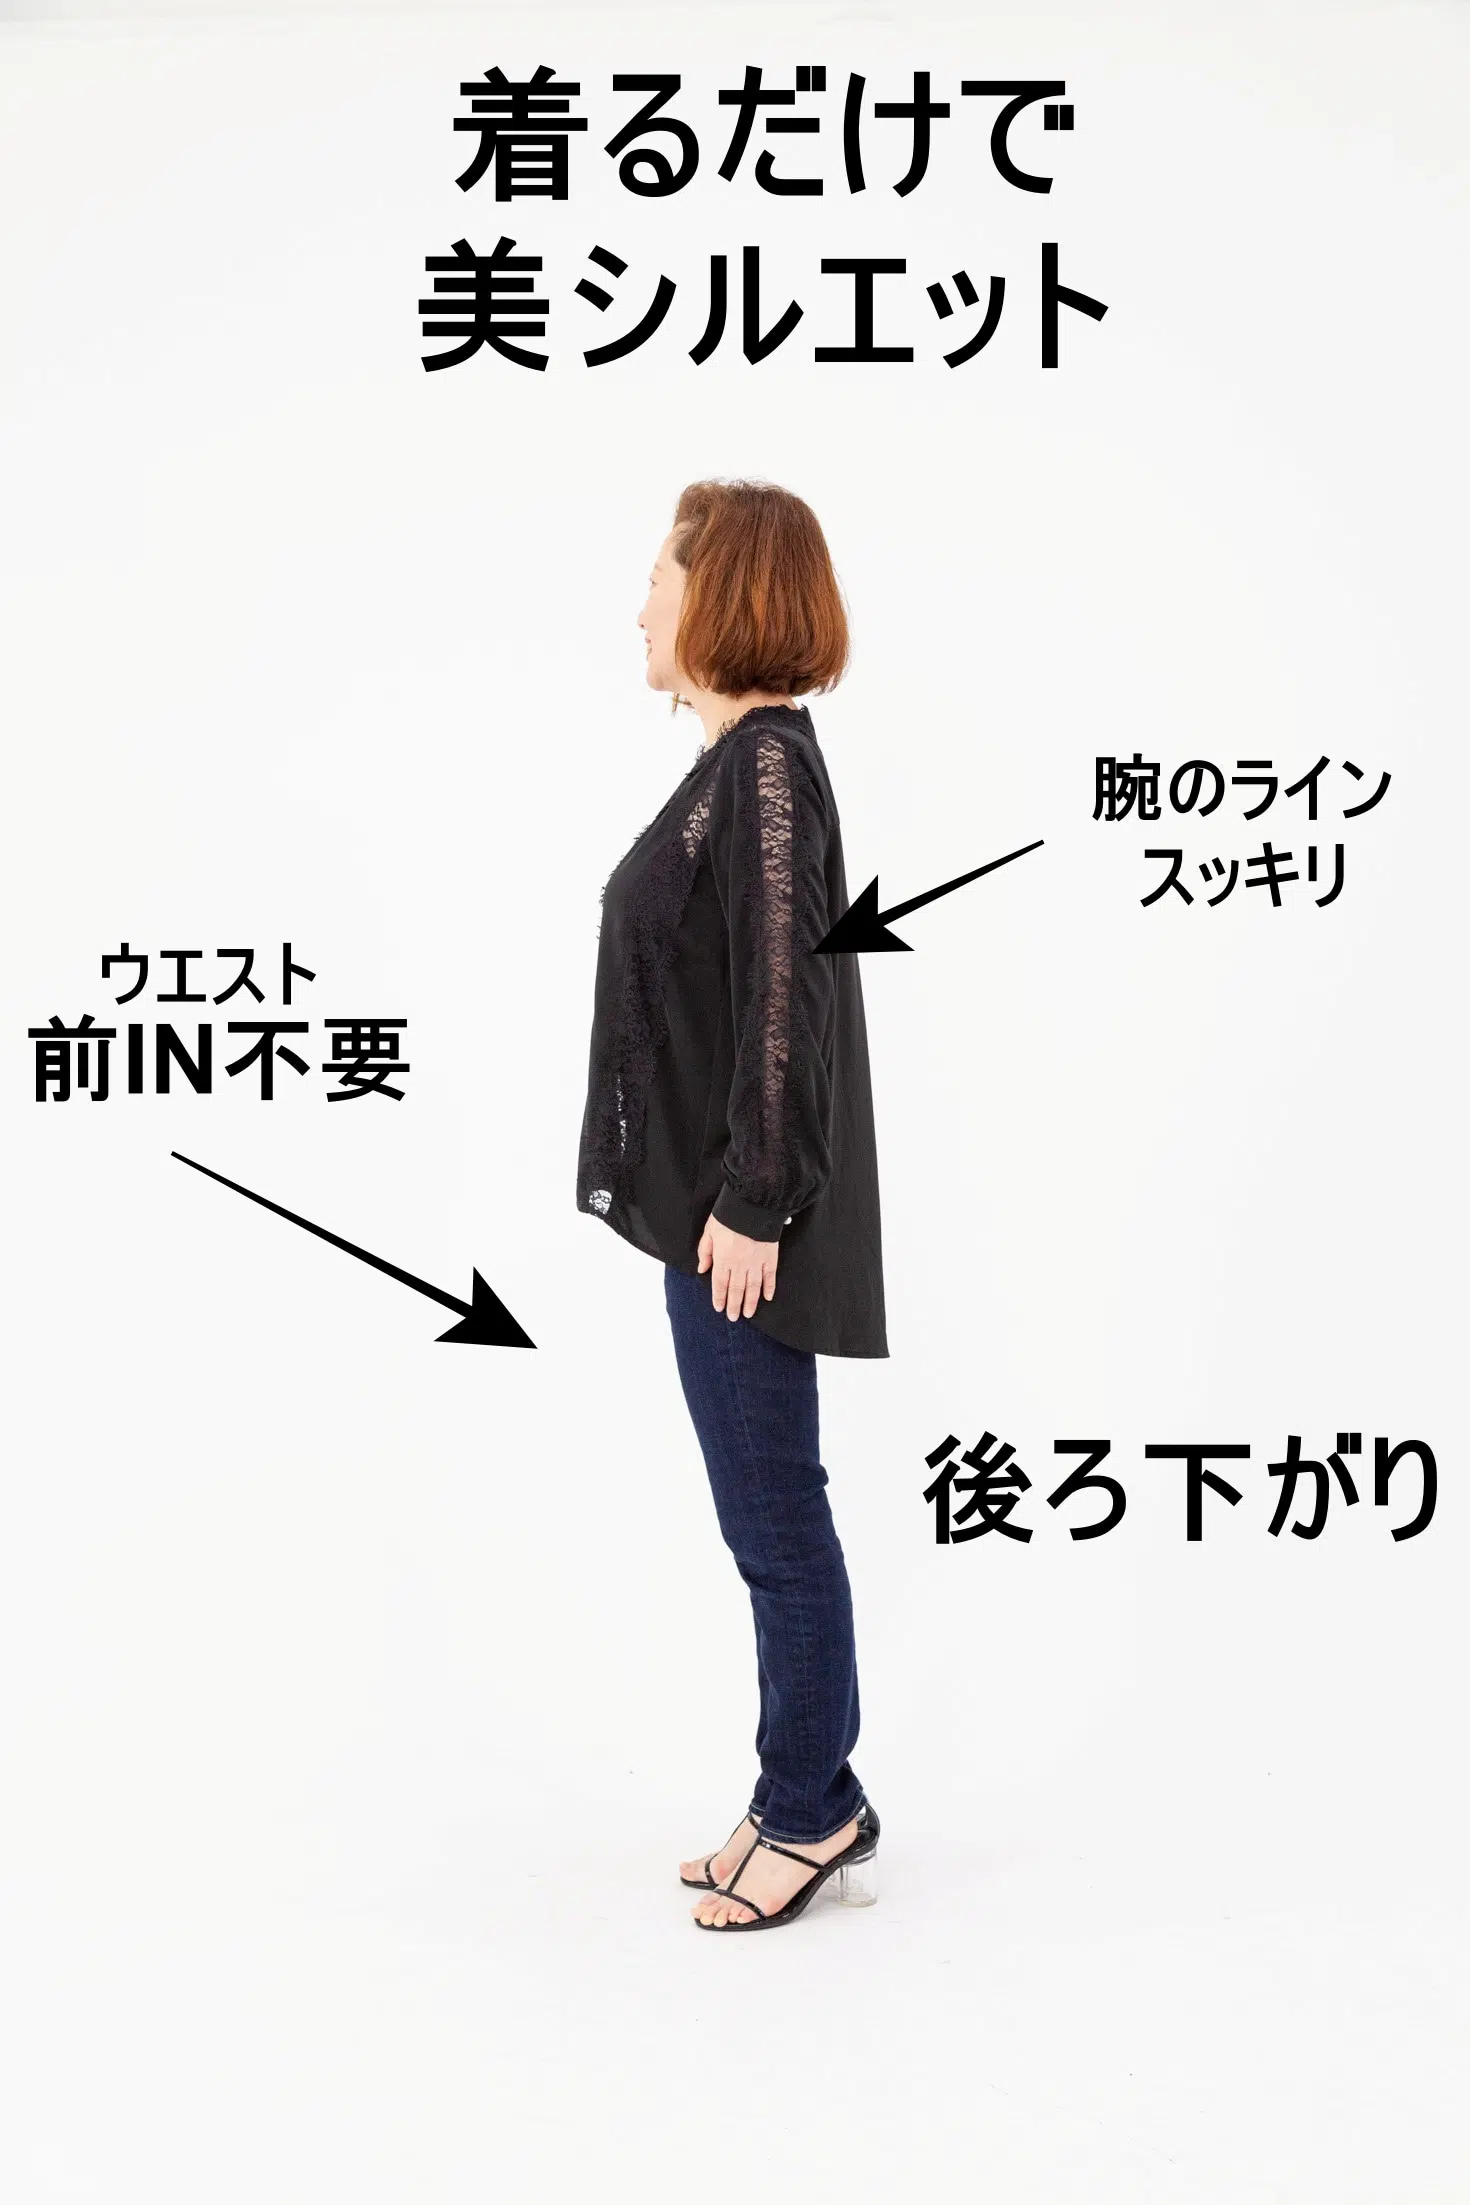 着るだけで
美シルエット
腕のライン
スッキリ
ウエスト
前IN不要
後ろ下がり